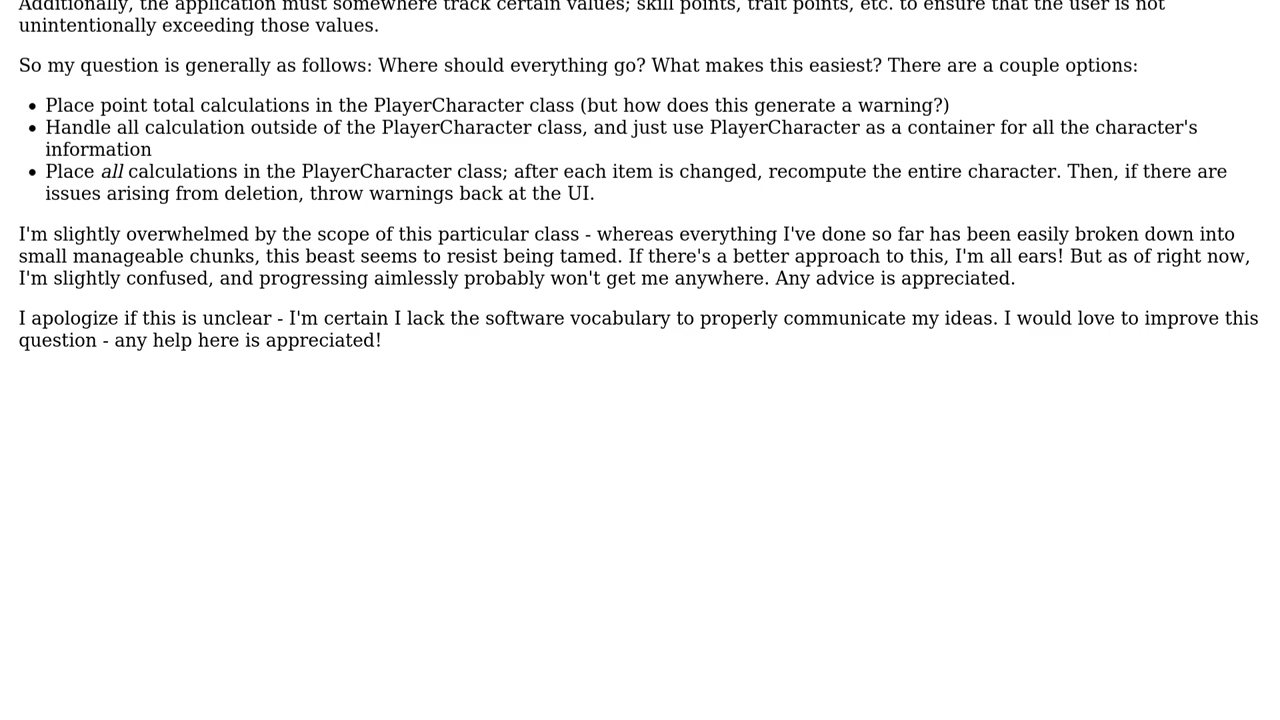 Additionally, the application must somewhere track certain values; skill points, trait points, etc. to ensure that the user is not
unintentionally exceeding those values.
So my question is generally as follows: Where should everything go? What makes this easiest? There are a couple options:
• Place point total calculations in the PlayerCharacter class (but how does this generate a warning?)
• Handle all calculation outside of the PlayerCharacter class, and just use PlayerCharacter as a container for all the character's
information
• Place all calculations in the PlayerCharacter class; after each item is changed, recompute the entire character. Then, if there are
issues arising from deletion, throw warnings back at the UI.
I'm slightly overwhelmed by the scope of this particular class - whereas everything I've done so far has been easily broken down into
small manageable chunks, this beast seems to resist being tamed. If there's a better approach to this, I'm all ears! But as of right now,
I'm slightly confused, and progressing aimlessly probably won't get me anywhere. Any advice is appreciated.
I apologize if this is unclear - I'm certain I lack the software vocabulary to properly communicate my ideas. I would love to improve this
question - any help here is appreciated!